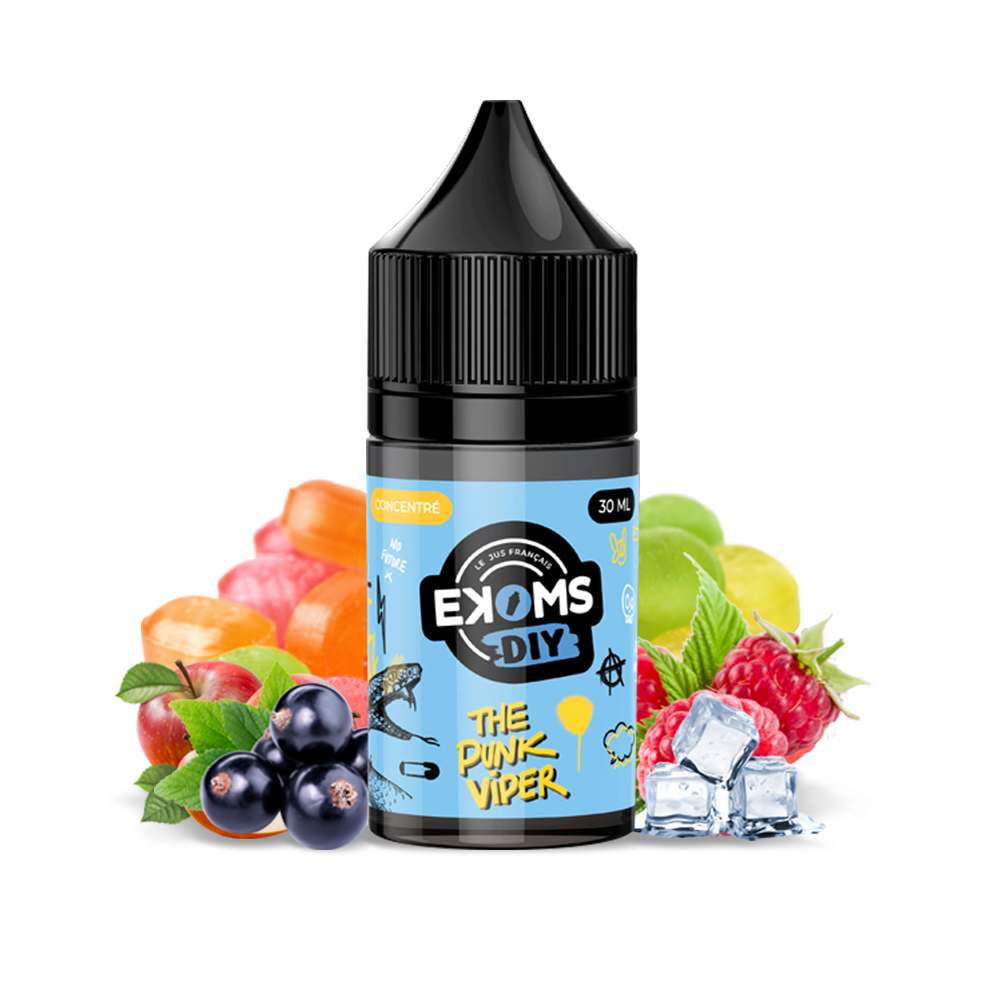 CONCENTRÉ
30 ML
NO
FUTURE
LE JUS FRANÇAIS
EKOMS
DIY
THE
PUNK
VIPER